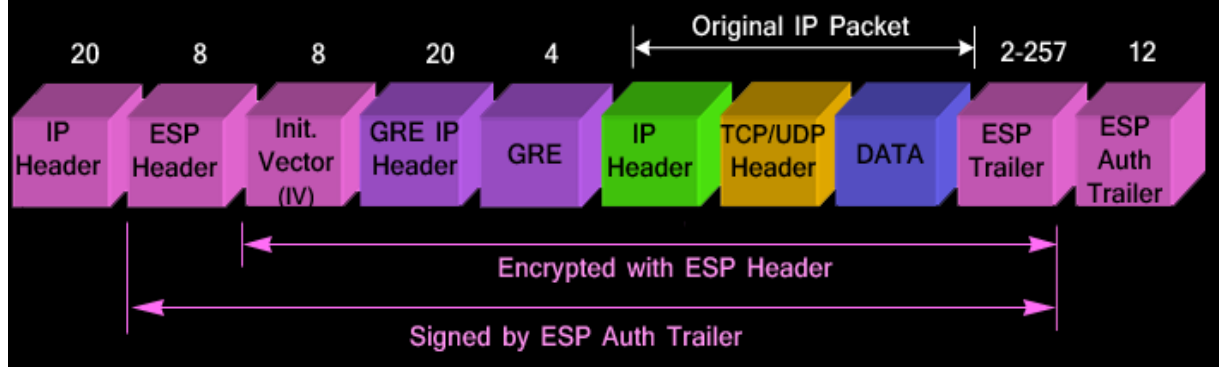 Original IP Packet
20 8 8 20 4 2-257 12
IP Header
ESP Header
Init. Vector (IV)
GRE IP Header
GRE
IP Header
TCP/UDP Header
DATA
ESP Trailer
ESP Auth Trailer
Encrypted with ESP Header
Signed by ESP Auth Trailer